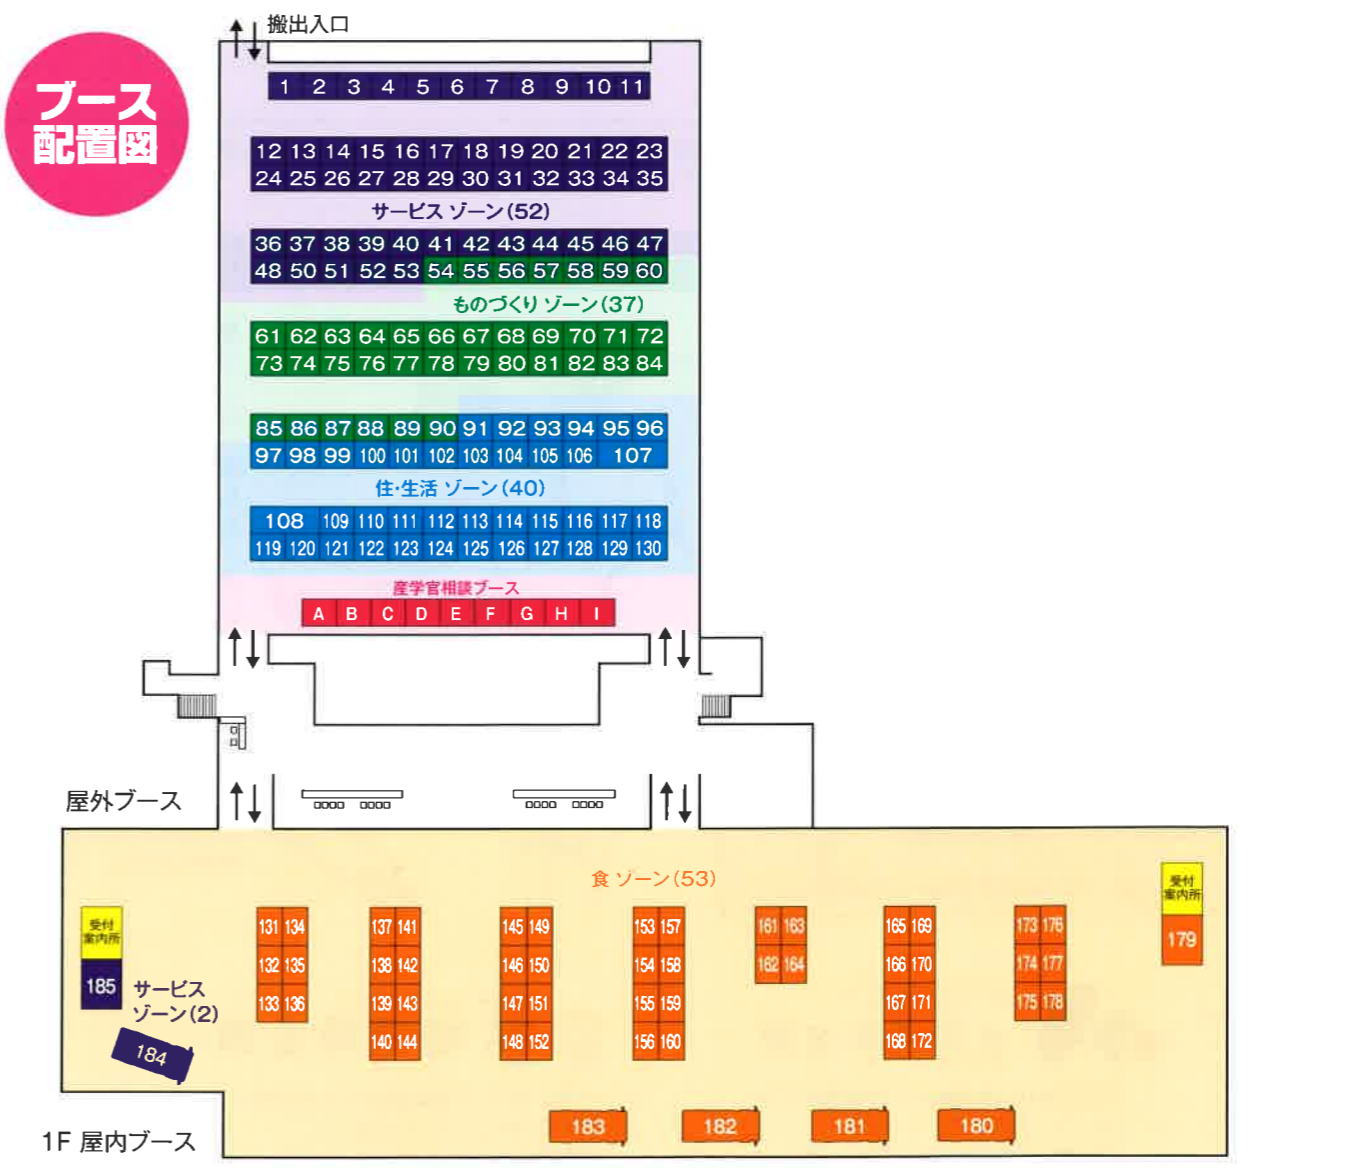 搬出入口
ブース
配置図
1 2 3 4 5 6 7 8 9 10 11
12 13 14 15 16 17 18 19 20 21 22 23
24 25 26 27 28 29 30 31 32 33 34 35
サービス ゾーン(52)
36 37 38 39 40 41 42 43 44 45 46 47
48 50 51 52 53 54 55 56 57 58 59 60
ものづくり ゾーン(37)
61 62 63 64 65 66 67 68 69 70 71 72
73 74 75 76 77 78 79 80 81 82 83 84
85 86 87 88 89 90 91 92 93 94 95 96
97 98 99 100 101 102 103 104 105 106 107
住・生活 ゾーン(40)
108 109 110 111 112 113 114 115 116 117 118
119 120 121 122 123 124 125 126 127 128 129 130
産学官相談ブース
A B C D E F G H I
屋外ブース
食 ゾーン(53)
受付
案内所
185
サービス
ゾーン(2)
184
131 134
132 135
133 136
137 141
138 142
139 143
140 144
145 149
146 150
147 151
148 152
153 157
154 158
155 159
156 160
161 163
162 164
165 169
166 170
167 171
168 172
173 176
174 177
175 178
受付
案内所
179
183 182 181 180
1F 屋内ブース